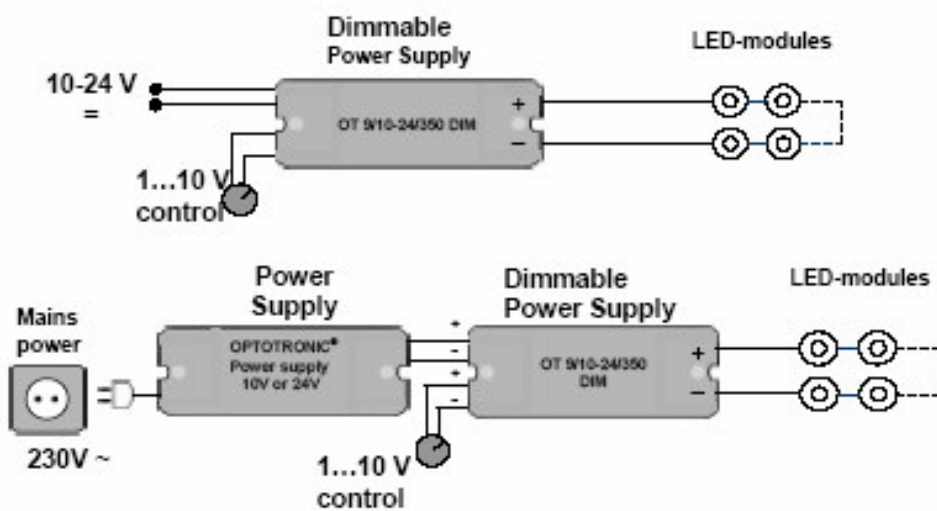 Dimmable
Power Supply
LED-modules
10-24 V
=
+
OT 9/10-24/350 DIM
−
1...10 V
control
Power
Supply
Dimmable
Power Supply
LED-modules
Mains
power
OPTOTRONIC®
Power supply
10V or 24V
+
-
+
-
OT 9/10-24/350
DIM
+
−
230V ~
1...10 V
control